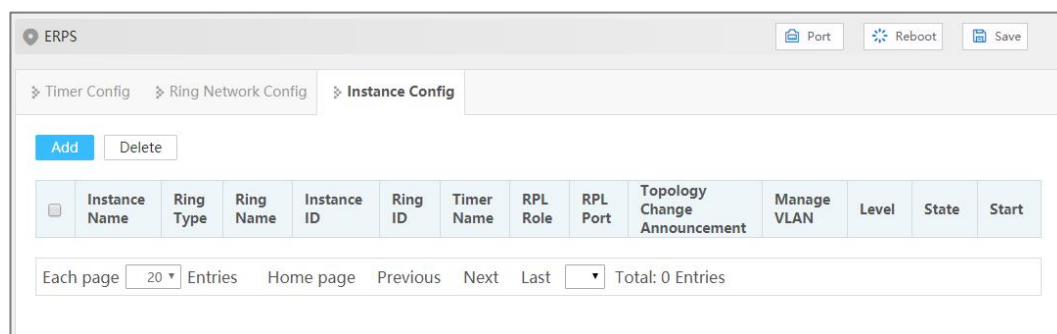 ERPS Port Reboot Save
Timer Config Ring Network Config Instance Config
Add Delete
Instance Name Ring Type Ring Name Instance ID Ring ID Timer Name RPL Role RPL Port Topology Change Announcement Manage VLAN Level State Start
Each page 20 Entries Home page Previous Next Last Total: 0 Entries